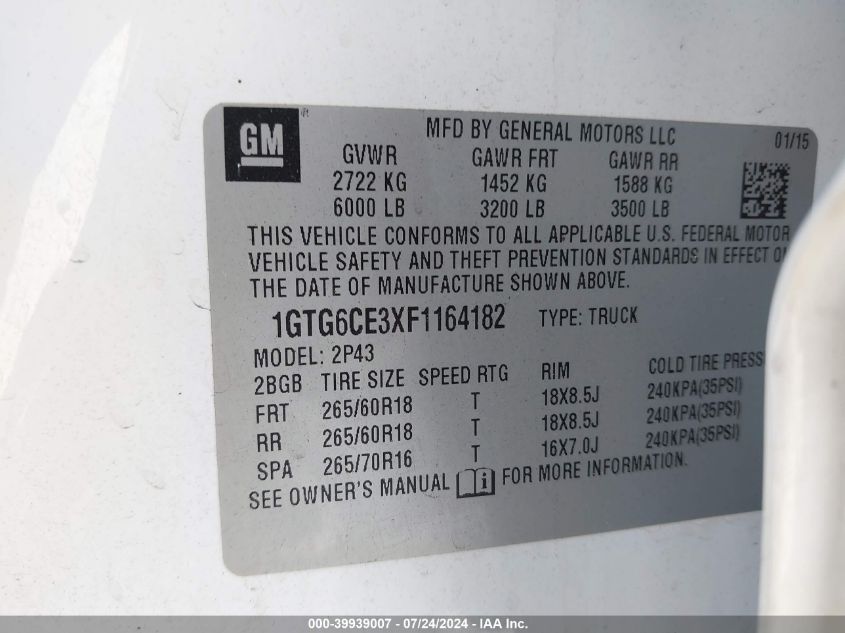 GM
MFD BY GENERAL MOTORS LLC 01/15
GVWR GAWR FRT GAWR RR
2722 KG 1452 KG 1588 KG
6000 LB 3200 LB 3500 LB
THIS VEHICLE CONFORMS TO ALL APPLICABLE U.S. FEDERAL MOTOR
VEHICLE SAFETY AND THEFT PREVENTION STANDARDS IN EFFECT
THE DATE OF MANUFACTURE SHOWN ABOVE.
1GTG6CE3XF1164182 TYPE: TRUCK
MODEL: 2P43
2BGB TIRE SIZE SPEED RTG RIM COLD TIRE PRESS
FRT 265/60R18 T 18X8.5J 240KPA(35PSI)
RR 265/60R18 T 18X8.5J 240KPA(35PSI)
SPA 265/70R16 T 16X7.0J 240KPA(35PSI)
SEE OWNER'S MANUAL i FOR MORE INFORMATION.
000-39939007 - 07/24/2024 - IAA Inc.